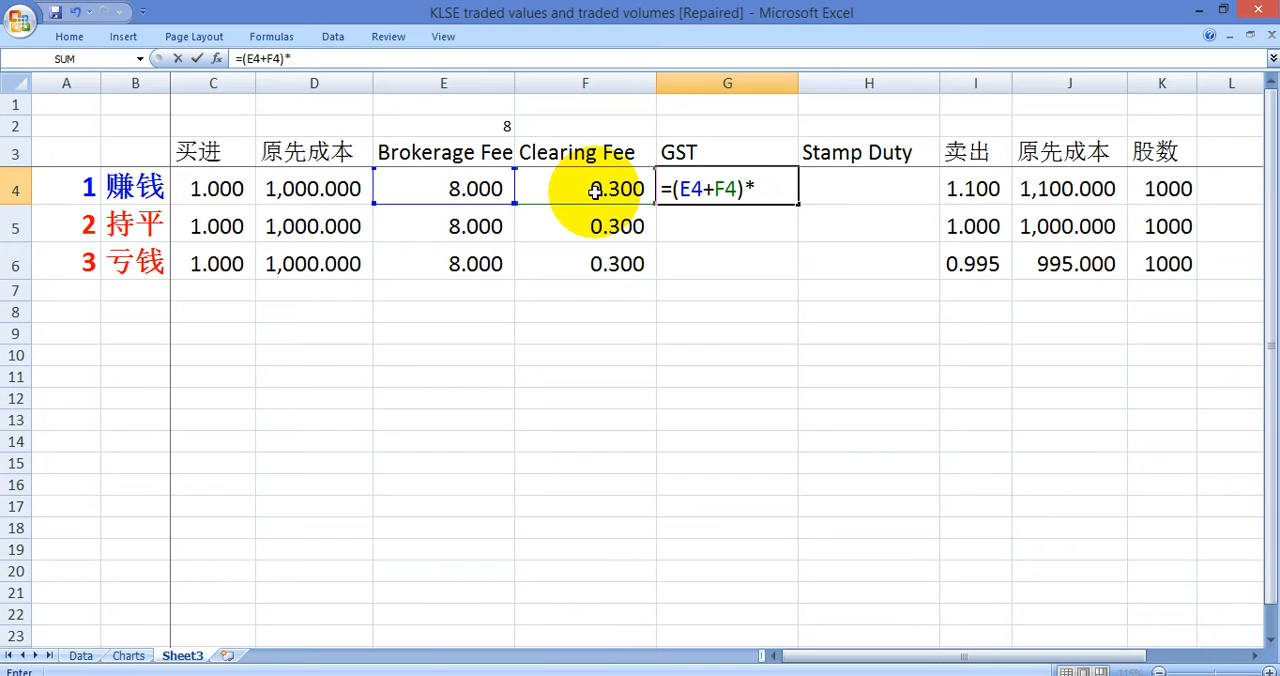 KLSE traded values and traded volumes [Repaired] - Microsoft Excel
Home Insert Page Layout Formulas Data Review View
SUM =(E4+F4)*
A B C D E F G H I J K L
1
2 8
3 买进 原先成本 Brokerage Fee Clearing Fee GST Stamp Duty 卖出 原先成本 股数
4 1 赚钱 1.000 1,000.000 8.000 0.300 =(E4+F4)* 1.100 1,100.000 1000
5 2 持平 1.000 1,000.000 8.000 0.300 1.000 1,000.000 1000
6 3 亏钱 1.000 1,000.000 8.000 0.300 0.995 995.000 1000
7
8
9
10
11
12
13
14
15
16
17
18
19
20
21
22
23
Data Charts Sheet3
Enter 115%